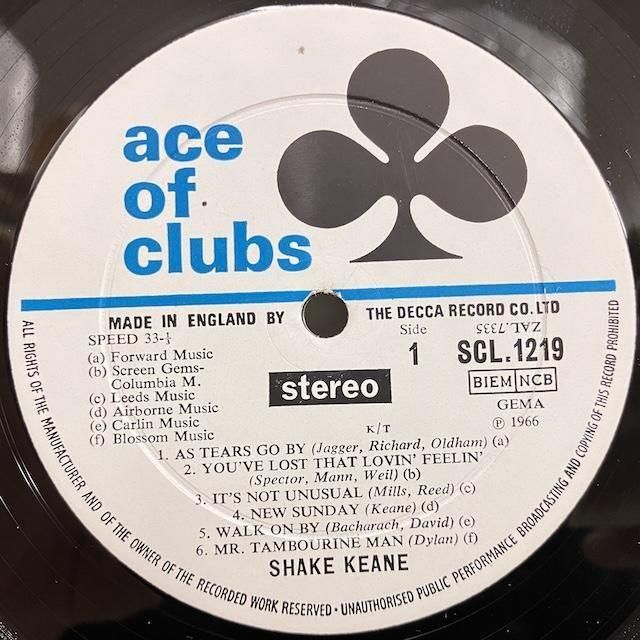 ace
of
clubs
MADE IN ENGLAND BY THE DECCA RECORD CO. LTD
SPEED 33-⅓
(a) Forward Music
(b) Screen Gems-
Columbia M.
(c) Leeds Music
(d) Airborne Music
(e) Carlin Music
(f) Blossom Music
stereo
K/T
Side
1
ZAL.7335
SCL.1219
BIEM NCB
GEMA
℗ 1966
1. AS TEARS GO BY (Jagger, Richard, Oldham) (a)
2. YOU'VE LOST THAT LOVIN' FEELIN'
(Spector, Mann, Weil) (b)
3. IT'S NOT UNUSUAL (Mills, Reed) (c)
4. NEW SUNDAY (Keane) (d)
5. WALK ON BY (Bacharach, David) (e)
6. MR. TAMBOURINE MAN (Dylan) (f)
SHAKE KEANE
ALL RIGHTS OF THE MANUFACTURER AND OF THE OWNER OF THE RECORDED WORK RESERVED • UNAUTHORISED PUBLIC PERFORMANCE BROADCASTING AND COPYING OF THIS RECORD PROHIBITED